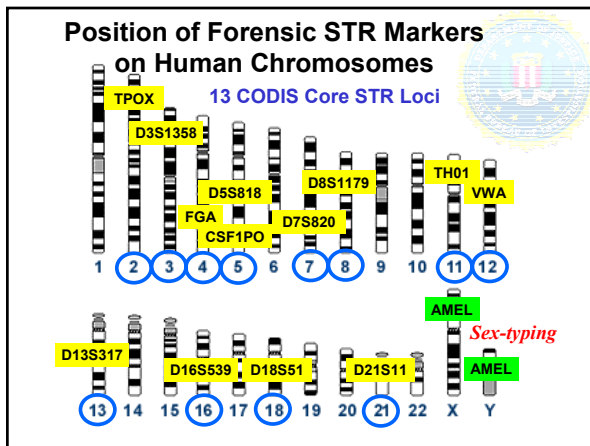 Position of Forensic STR Markers
on Human Chromosomes
13 CODIS Core STR Loci
TPOX
D3S1358
D8S1179
TH01
D5S818
VWA
FGA
D7S820
CSF1PO
1 2 3 4 5 6 7 8 9 10 11 12
AMEL
Sex-typing
D13S317 D16S539 D18S51 D21S11 AMEL
13 14 15 16 17 18 19 20 21 22 X Y